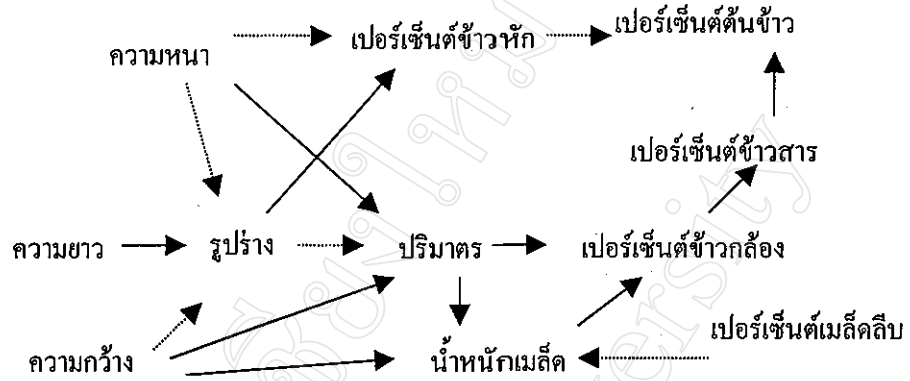 เปอร์เซ็นต์ต้นข้าว
เปอร์เซ็นต์ข้าวหัก
ความหนา
เปอร์เซ็นต์ข้าวสาร
ความยาว รูปร่าง ปริมาตร เปอร์เซ็นต์ข้าวกล้อง
เปอร์เซ็นต์เมล็ดลีบ
ความกว้าง น้ำหนักเมล็ด